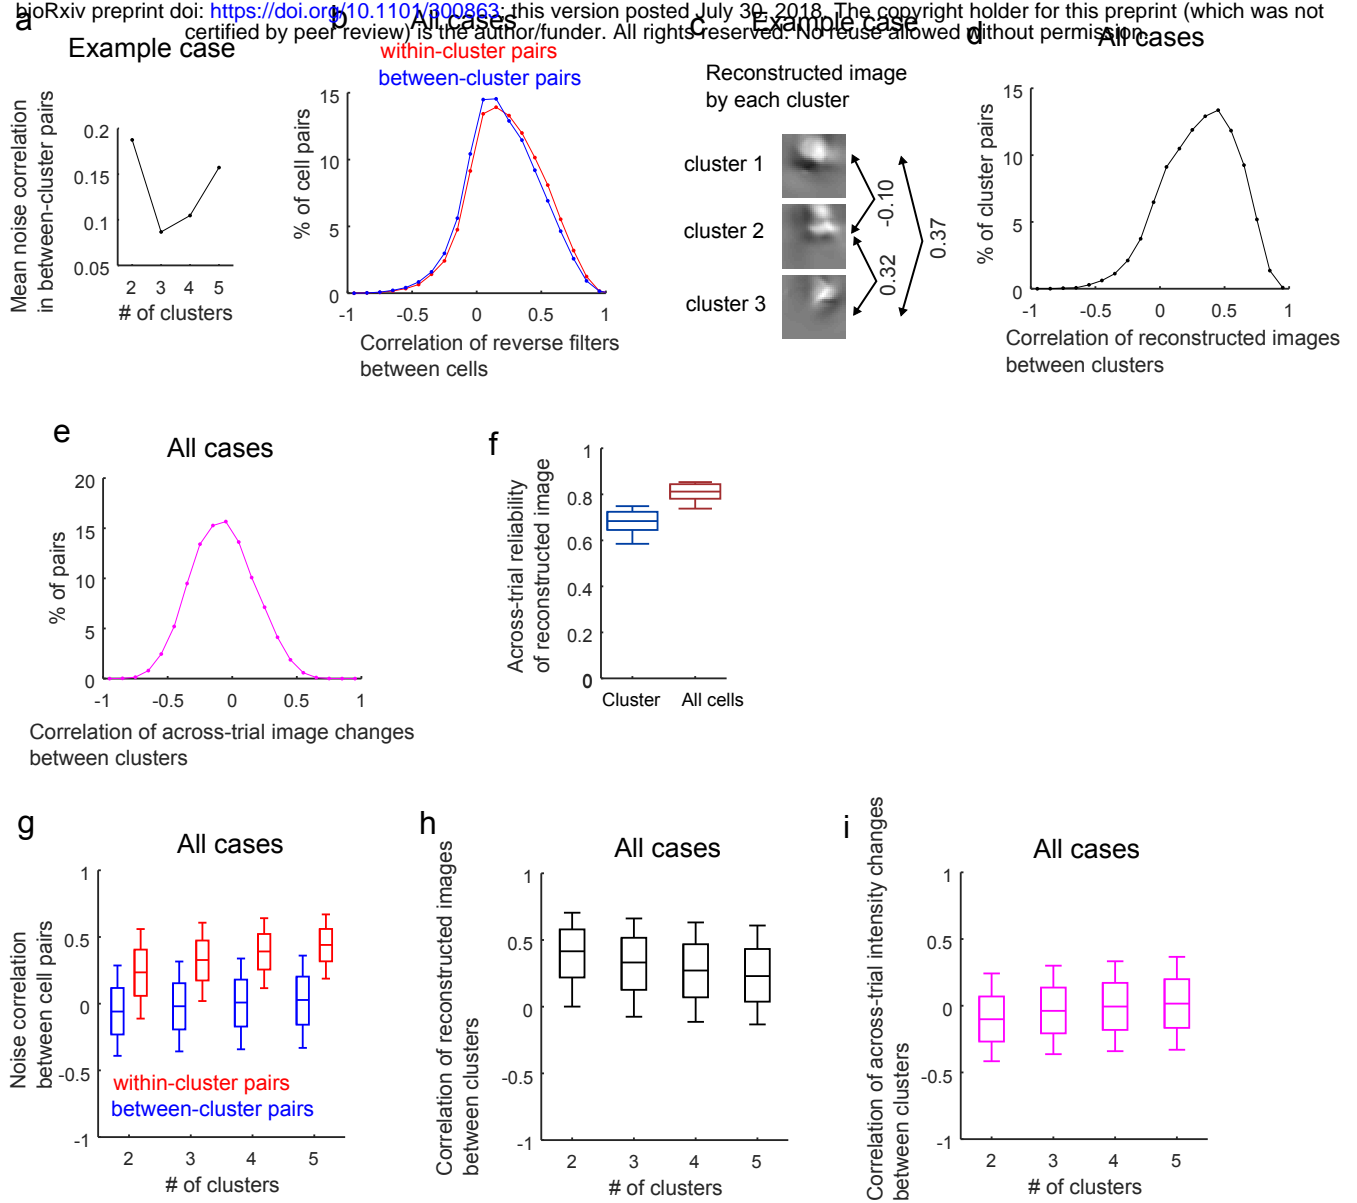 bioRxiv preprint doi: https://doi.org/10.1101/300863; this version posted July 30, 2018. The copyright holder for this preprint (which was not
certified by peer review) is the author/funder. All rights reserved. No reuse allowed without permission.
a
Example case
Mean noise correlation
in between-cluster pairs
0.2
0.15
0.1
0.05
2 3 4 5
# of clusters
b
All cases
within-cluster pairs
between-cluster pairs
% of cell pairs
15
10
5
0
-1 -0.5 0 0.5 1
Correlation of reverse filters
between cells
c
Example case
Reconstructed image
by each cluster
cluster 1
cluster 2
cluster 3
-0.10
0.32
0.37
d
All cases
% of cluster pairs
15
10
5
0
-1 -0.5 0 0.5 1
Correlation of reconstructed images
between clusters
e
All cases
% of pairs
20
15
10
5
0
-1 -0.5 0 0.5 1
Correlation of across-trial image changes
between clusters
f
Across-trial reliability
of reconstructed image
1
0.8
0.6
0.4
0.2
0
Cluster All cells
g
All cases
Noise correlation
between cell pairs
1
0.5
0
-0.5
-1
within-cluster pairs
between-cluster pairs
2 3 4 5
# of clusters
h
All cases
Correlation of reconstructed images
between clusters
1
0.5
0
-0.5
-1
2 3 4 5
# of clusters
i
All cases
Correlation of across-trial intensity changes
between clusters
1
0.5
0
-0.5
-1
2 3 4 5
# of clusters